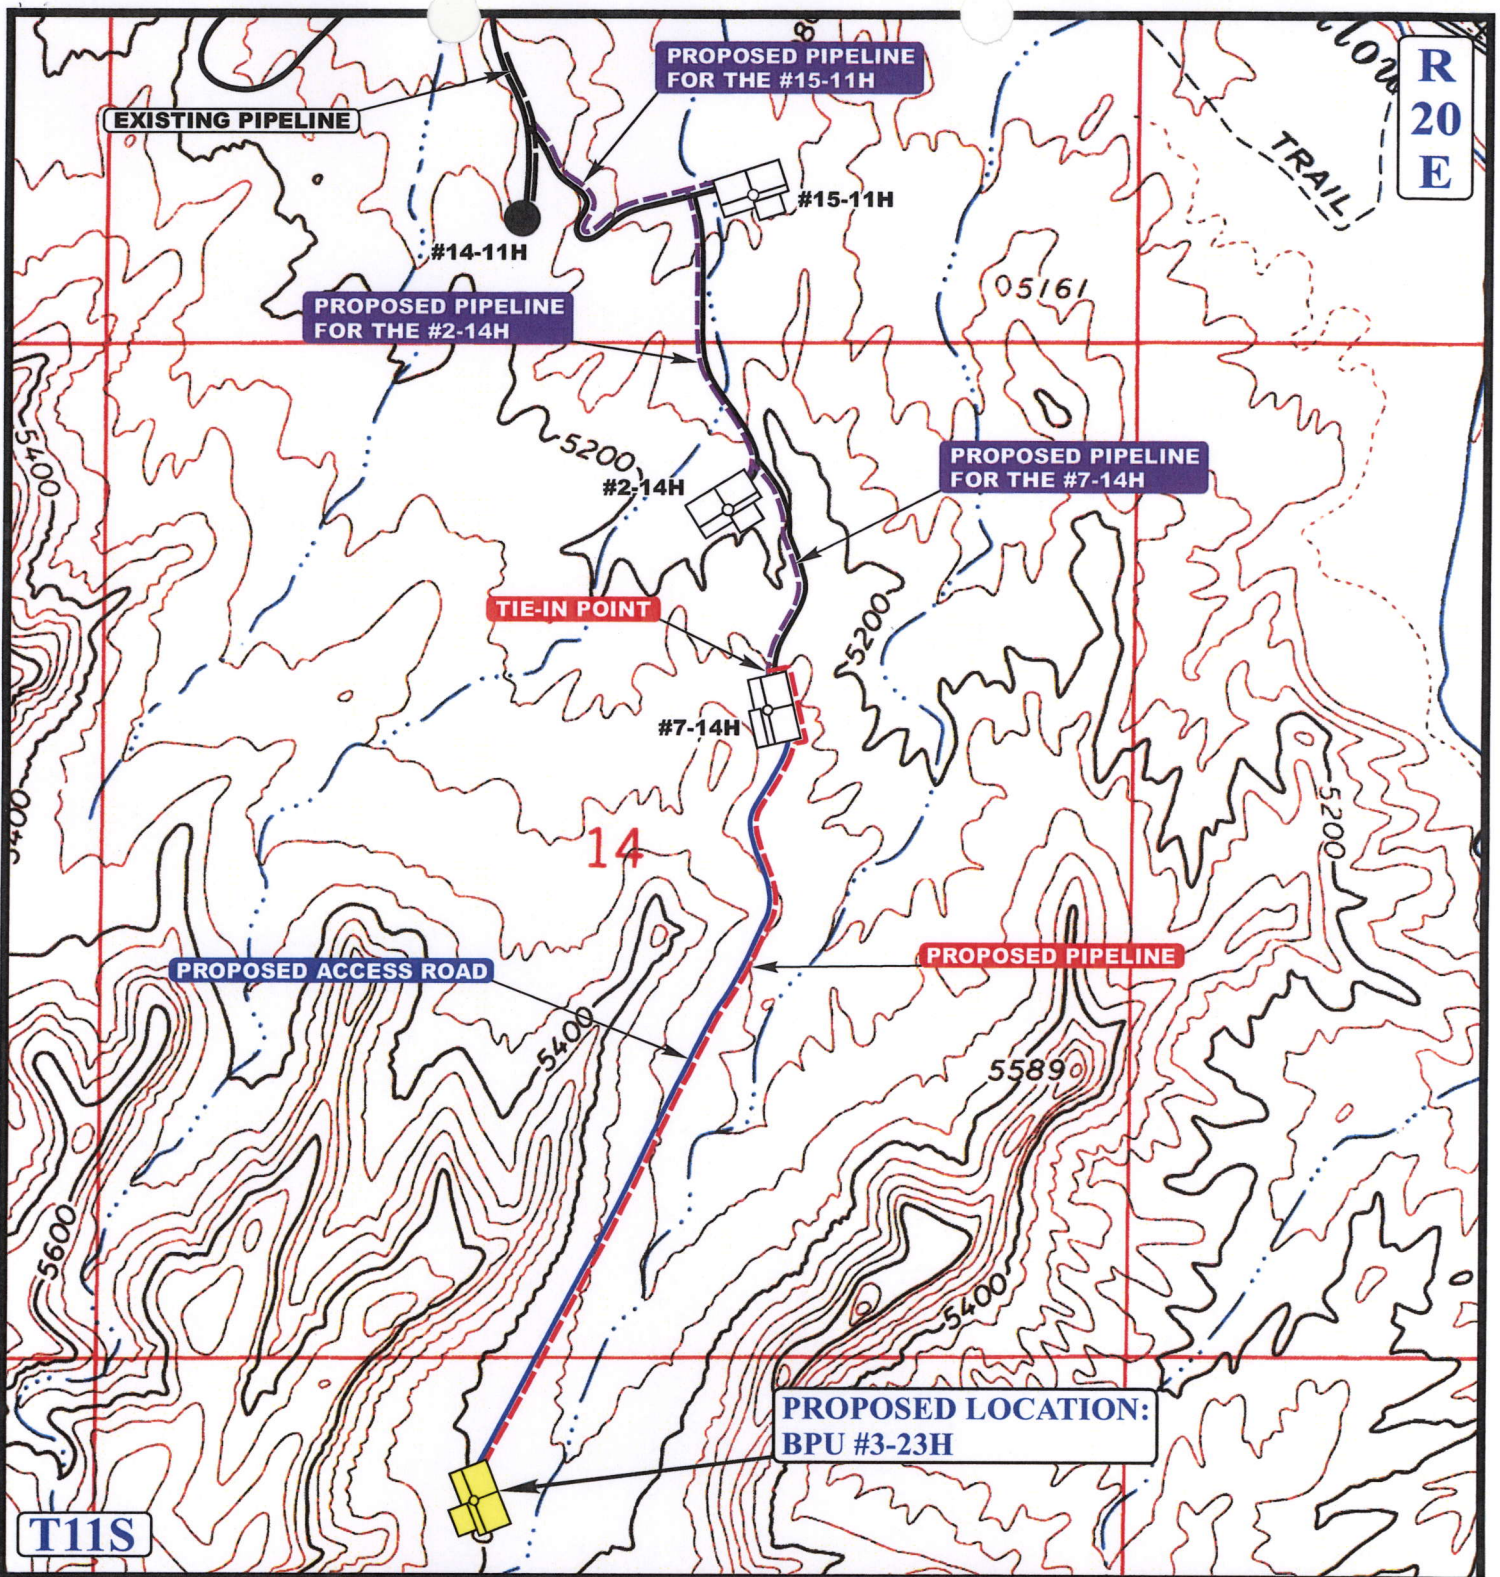 PROPOSED PIPELINE
FOR THE #15-11H
R
20
E
EXISTING PIPELINE
TRAIL
#15-11H
#14-11H
5161
PROPOSED PIPELINE
FOR THE #2-14H
5400
5200
PROPOSED PIPELINE
FOR THE #7-14H
#2-14H
TIE-IN POINT
5200
#7-14H
5400
5200
14
PROPOSED ACCESS ROAD
PROPOSED PIPELINE
5400
5589
5600
5400
PROPOSED LOCATION:
BPU #3-23H
T11S